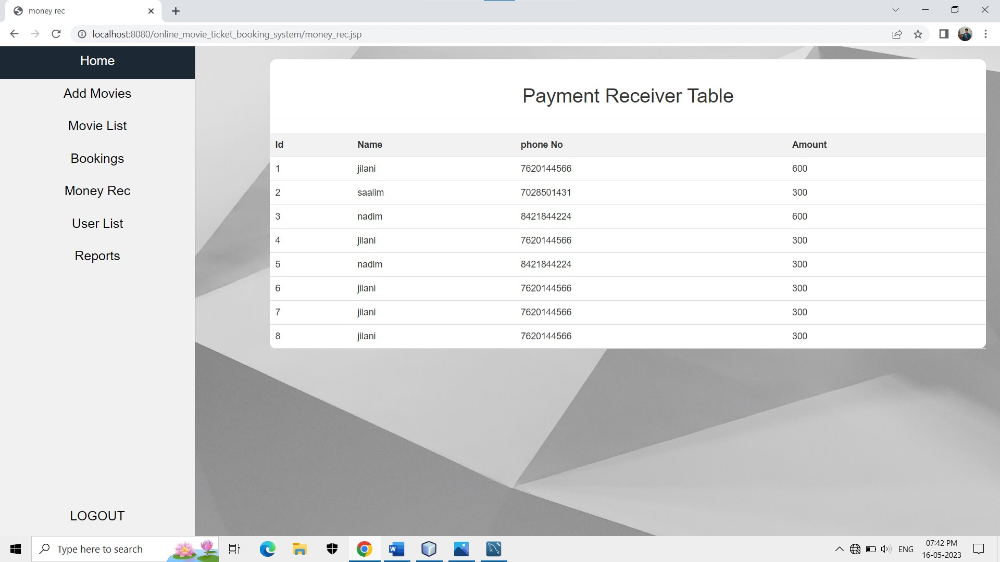 money rec
localhost:8080/online_movie_ticket_booking_system/money_rec.jsp
Home
Add Movies
Movie List
Bookings
Money Rec
User List
Reports
LOGOUT
Payment Receiver Table
Id Name phone No Amount
1 jilani 7620144566 600
2 saalim 7028501431 300
3 nadim 8421844224 600
4 jilani 7620144566 300
5 nadim 8421844224 300
6 jilani 7620144566 300
7 jilani 7620144566 300
8 jilani 7620144566 300
Type here to search
W
ENG
07:42 PM
16-05-2023